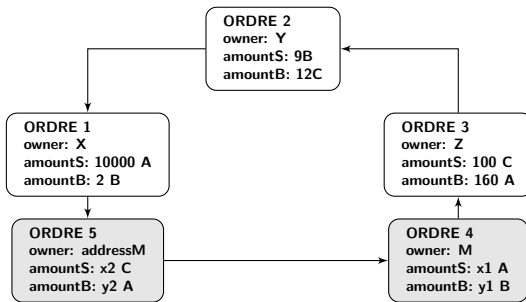 ORDRE 2
owner: Y
amountS: 9B
amountB: 12C
ORDRE 1
owner: X
amountS: 10000 A
amountB: 2 B
ORDRE 3
owner: Z
amountS: 100 C
amountB: 160 A
ORDRE 5
owner: addressM
amountS: x2 C
amountB: y2 A
ORDRE 4
owner: M
amountS: x1 A
amountB: y1 B